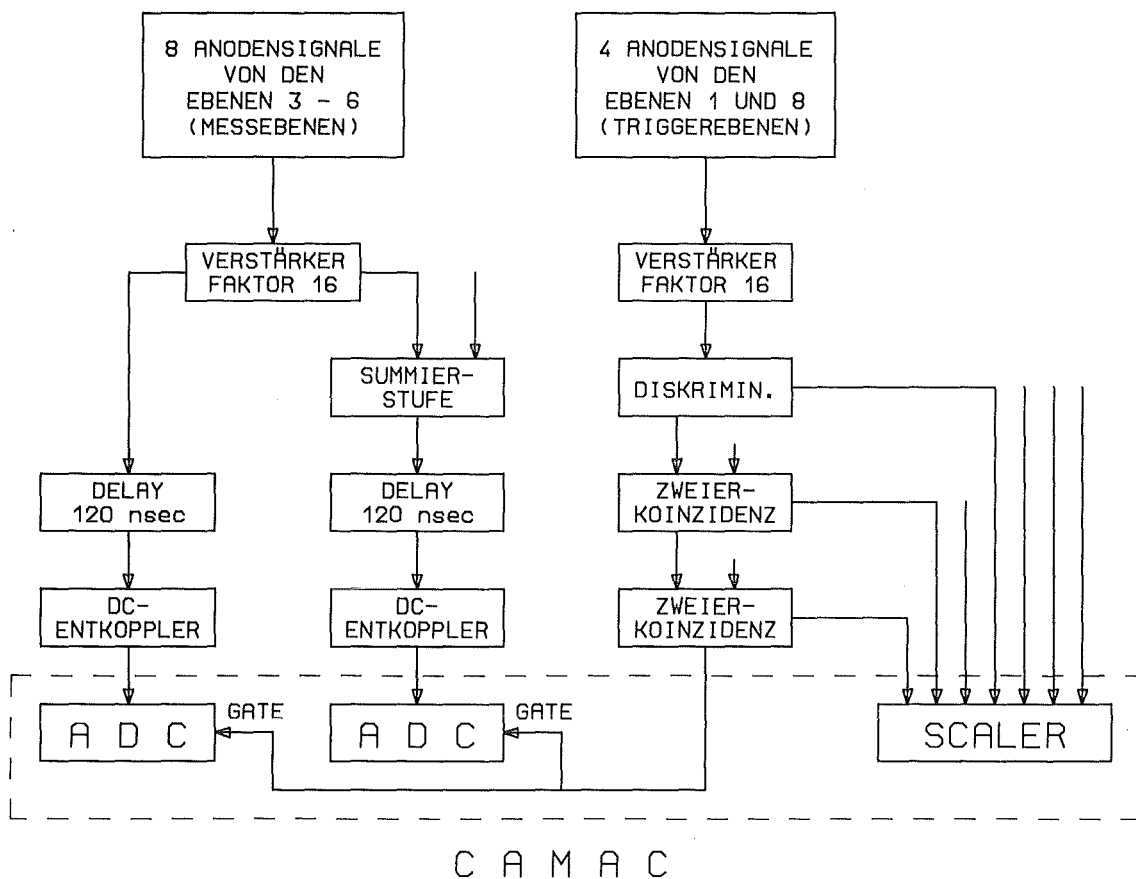 8 ANODENSIGNALE
VON DEN
EBENEN 3 - 6
(MESSEBENEN)
4 ANODENSIGNALE
VON DEN
EBENEN 1 UND 8
(TRIGGEREBENEN)
VERSTÄRKER
FAKTOR 16
VERSTÄRKER
FAKTOR 16
SUMMIER-
STUFE
DISKRIMIN.
DELAY
120 nsec
DELAY
120 nsec
ZWEIER-
KOINZIDENZ
DC-
ENTKOPPLER
DC-
ENTKOPPLER
ZWEIER-
KOINZIDENZ
A D C
GATE
A D C
GATE
SCALER
C A M A C